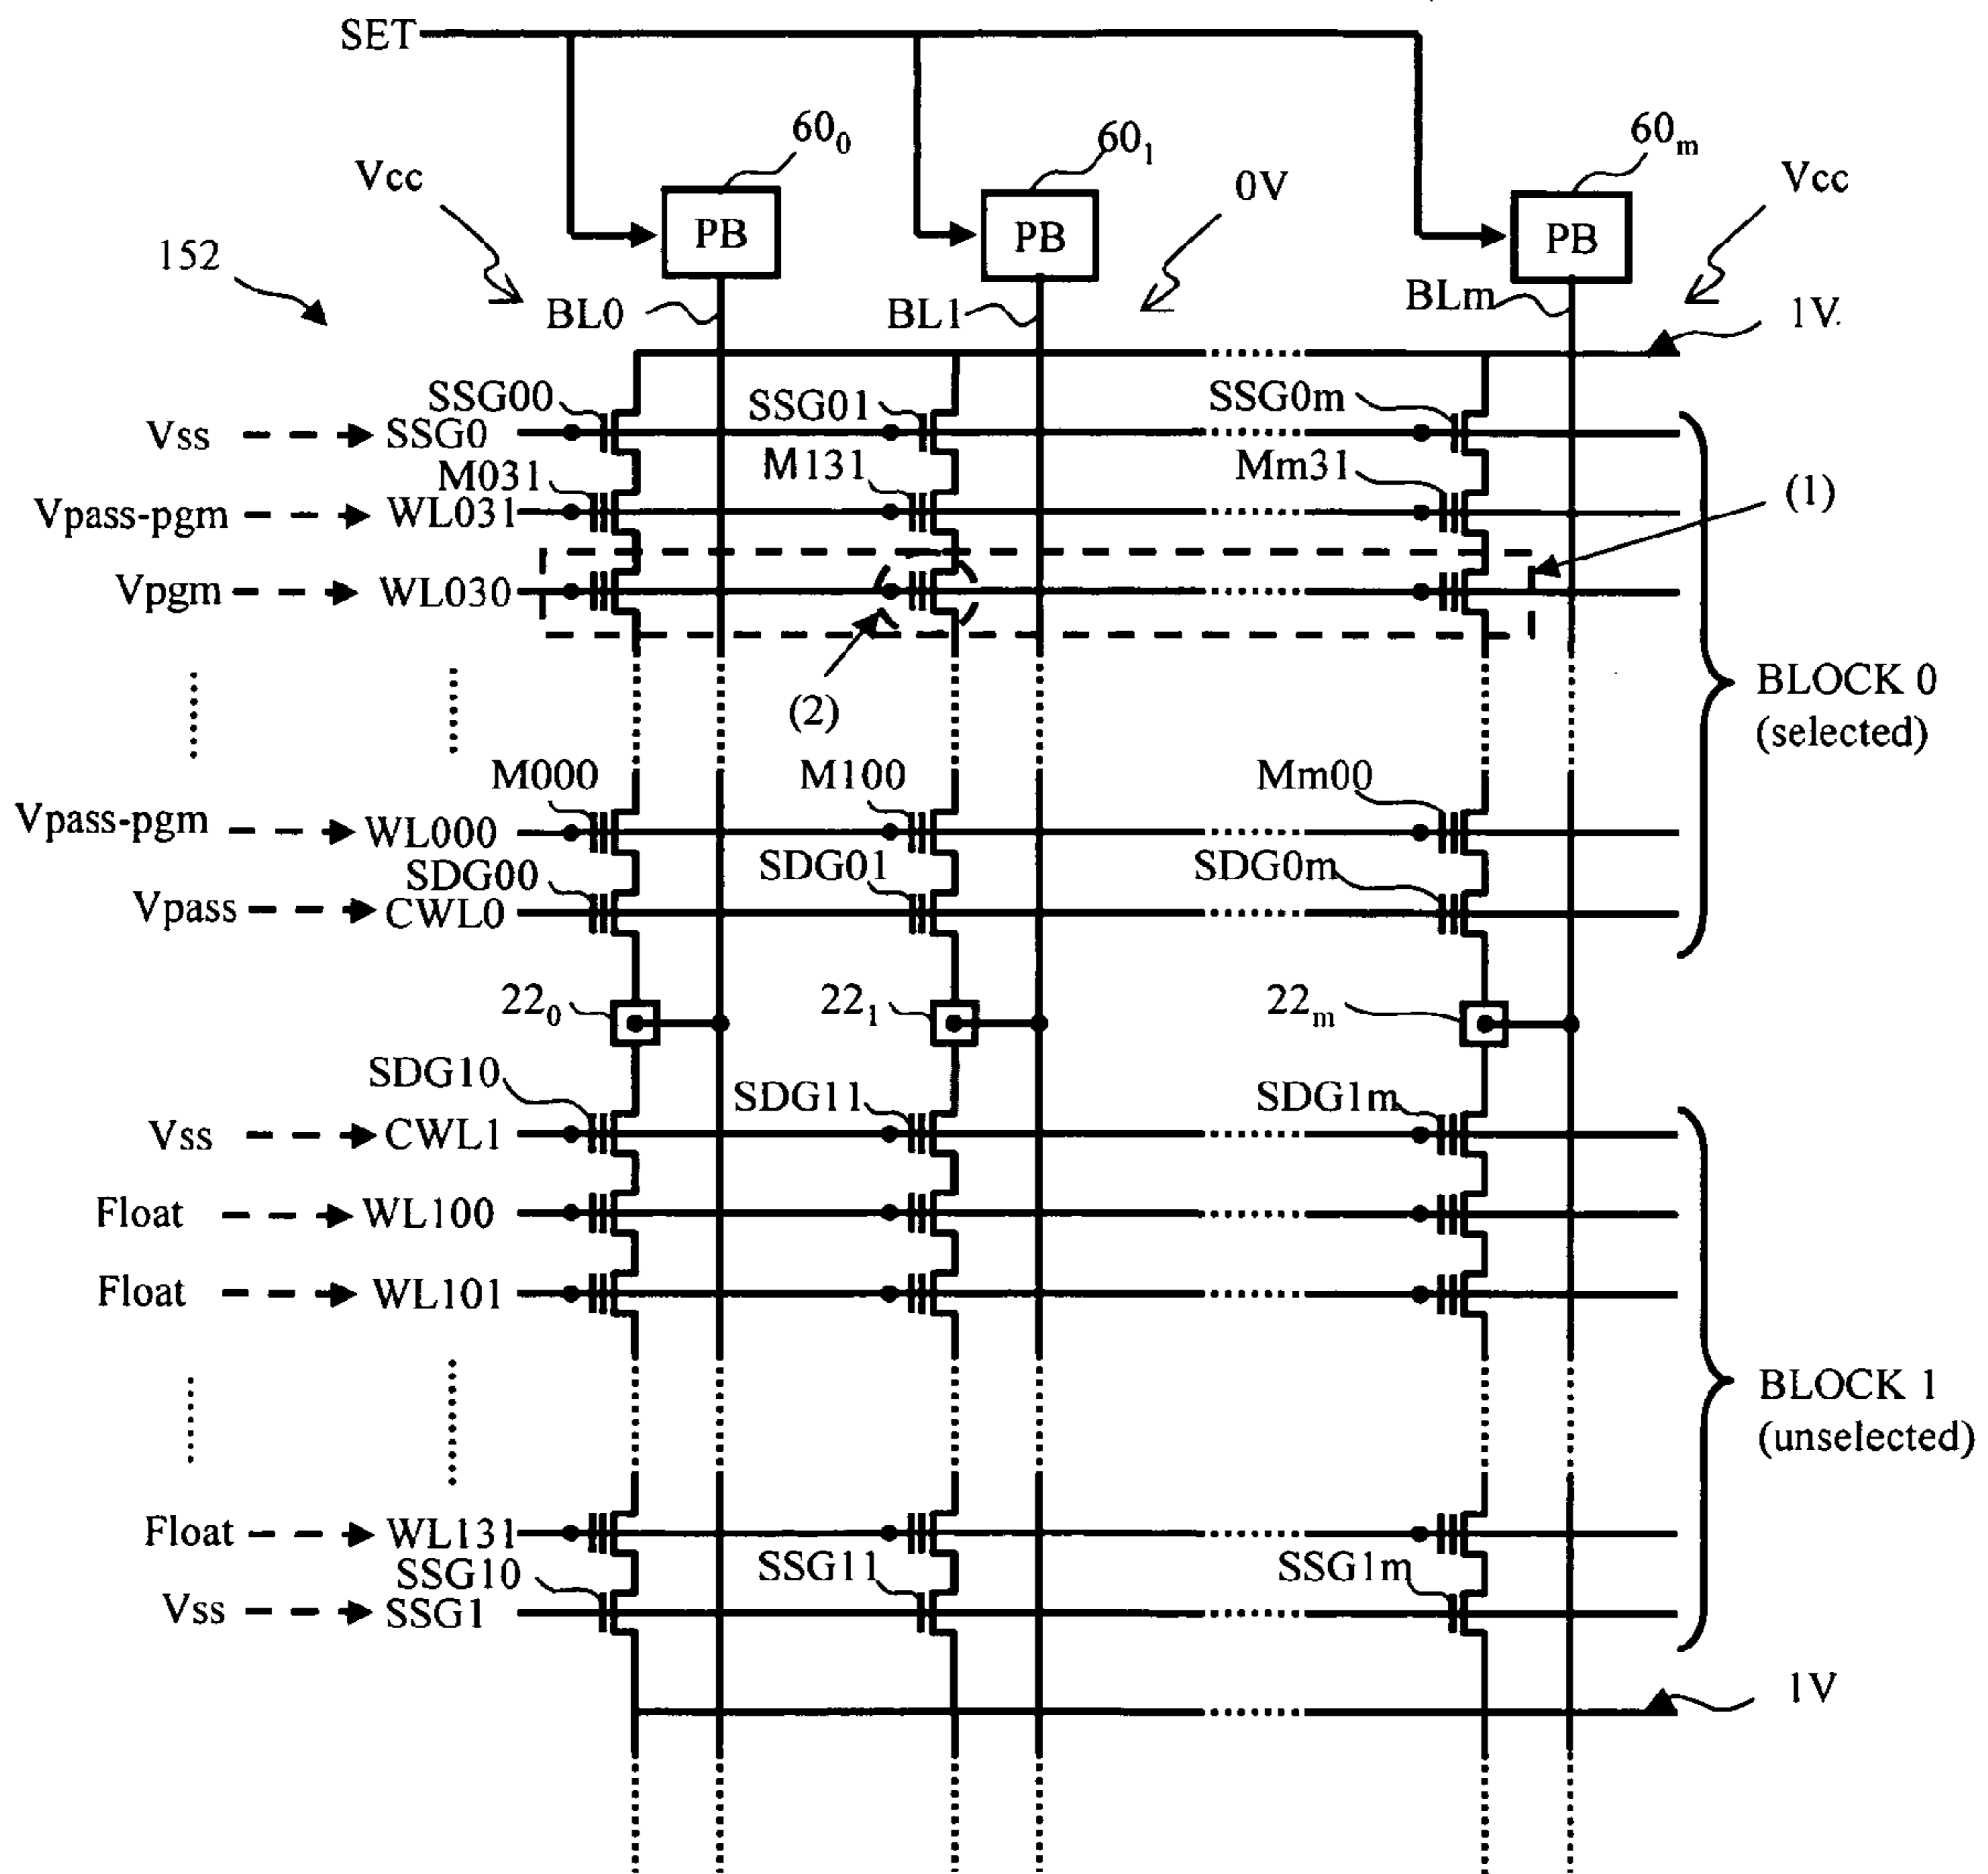 SET
60₀ 60₁ 60ₘ
Vcc 0V Vcc
PB PB PB
152
BL0 BL1 BLm
1V.
SSG00 SSG01 SSG0m
Vss SSG0
M031 M131 Mm31
Vpass-pgm WL031 (1)
Vpgm WL030
BLOCK 0
(2) (selected)
M000 M100 Mm00
Vpass-pgm WL000
SDG00 SDG01 SDG0m
Vpass CWL0
22₀ 22₁ 22ₘ
SDG10 SDG11 SDG1m
Vss CWL1
Float WL100
Float WL101
BLOCK 1
(unselected)
Float WL131
SSG10 SSG11 SSG1m
Vss SSG1
1V